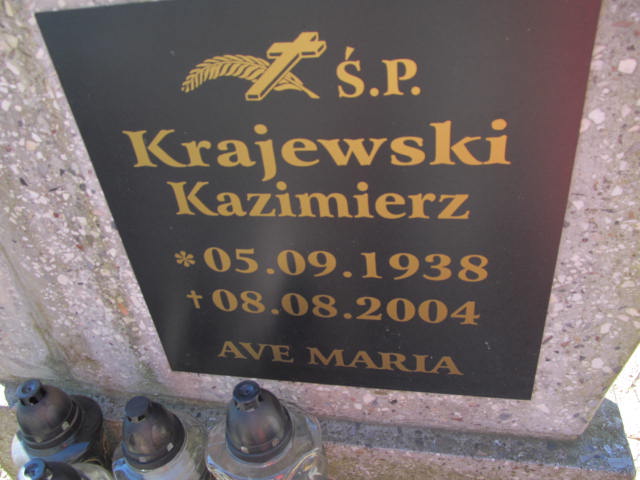 Ś.P.
Krajewski
Kazimierz
* 05.09.1938
† 08.08.2004
AVE MARIA